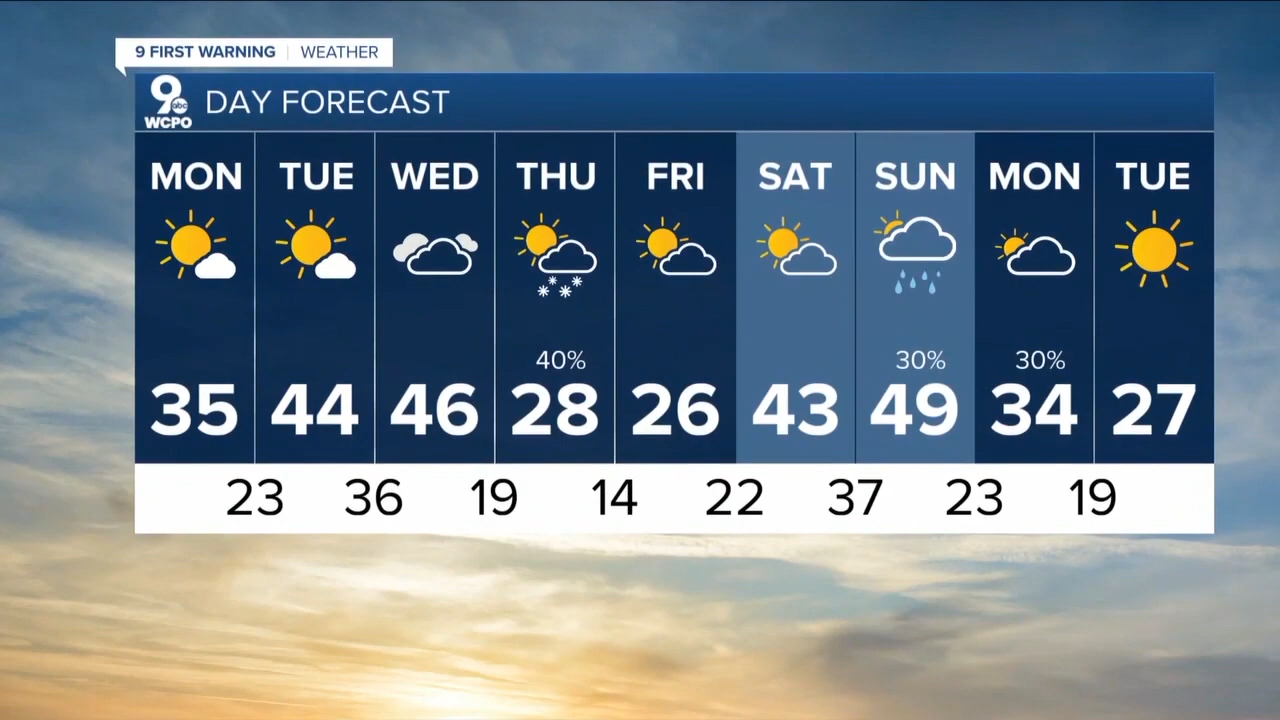 9 FIRST WARNING | WEATHER
9 abc WCPO DAY FORECAST
MON TUE WED THU FRI SAT SUN MON TUE
40% 30% 30%
35 44 46 28 26 43 49 34 27
23 36 19 14 22 37 23 19